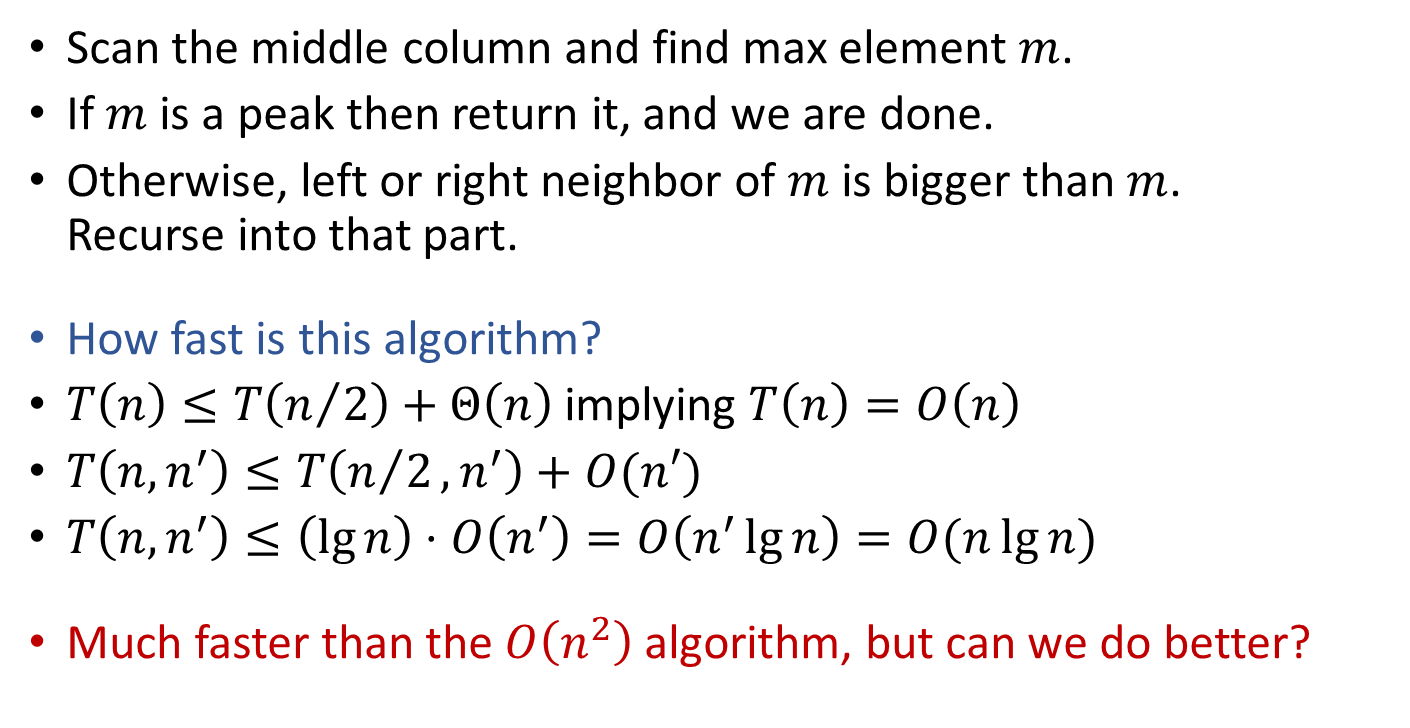 • Scan the middle column and find max element 𝑚.
• If 𝑚 is a peak then return it, and we are done.
• Otherwise, left or right neighbor of 𝑚 is bigger than 𝑚.
Recurse into that part.
• How fast is this algorithm?
• 𝑇(𝑛) ≤ 𝑇(𝑛/2) + Θ(𝑛) implying 𝑇(𝑛) = 𝑂(𝑛)
• 𝑇(𝑛, 𝑛′) ≤ 𝑇(𝑛/2, 𝑛′) + 𝑂(𝑛′)
• 𝑇(𝑛, 𝑛′) ≤ (lg 𝑛) · 𝑂(𝑛′) = 𝑂(𝑛′ lg 𝑛) = 𝑂(𝑛 lg 𝑛)
• Much faster than the 𝑂(𝑛²) algorithm, but can we do better?